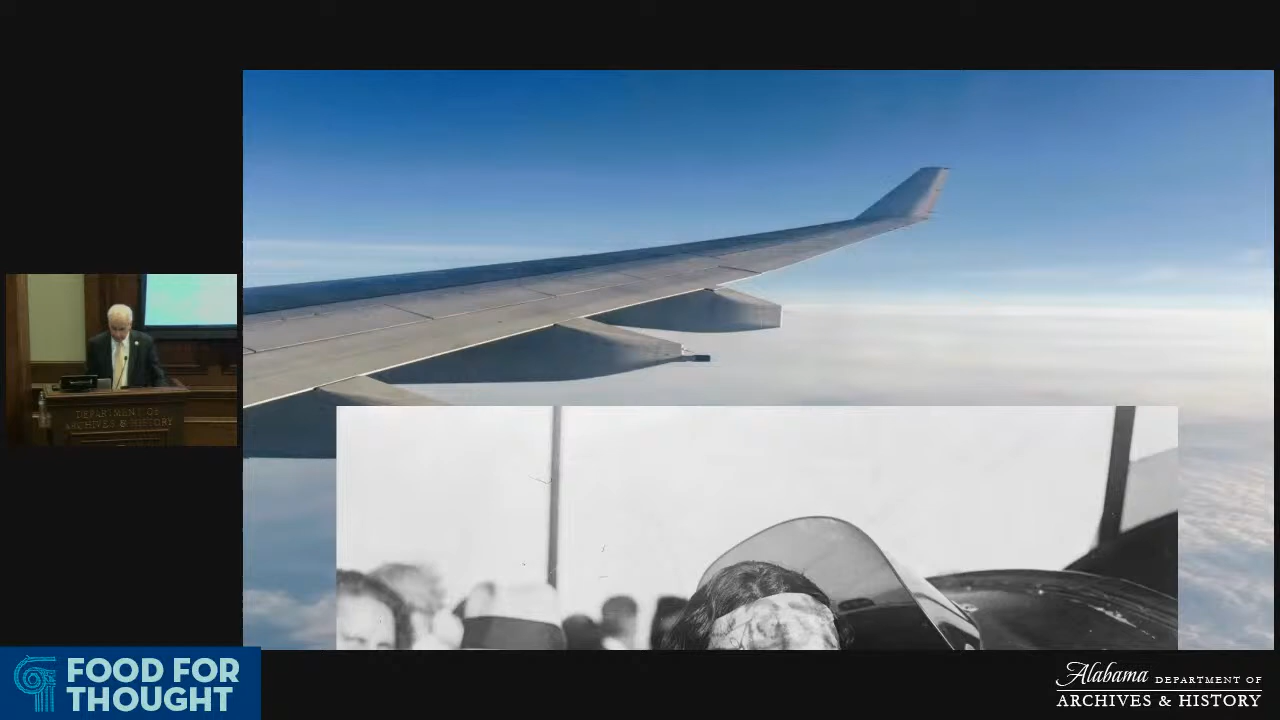 DEPARTMENT OF
ARCHIVES & HISTORY
FOOD FOR
THOUGHT
Alabama DEPARTMENT OF
ARCHIVES & HISTORY